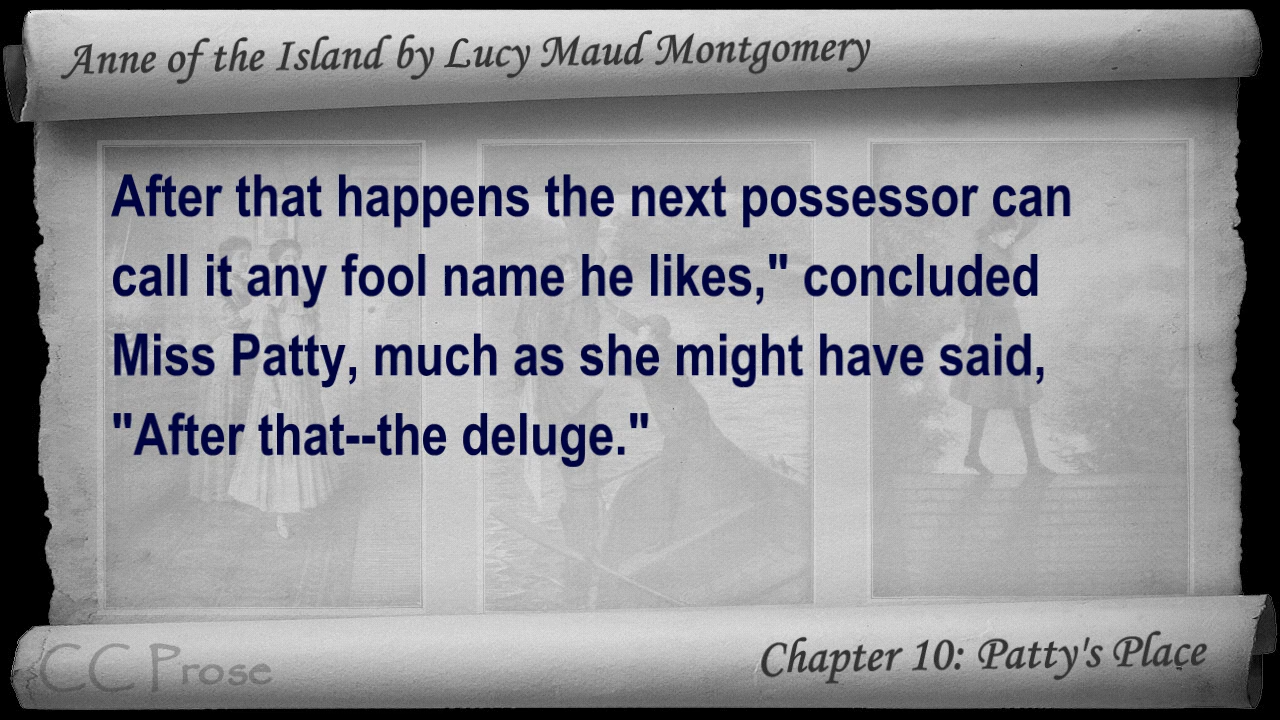 Anne of the Island by Lucy Maud Montgomery
After that happens the next possessor can
call it any fool name he likes," concluded
Miss Patty, much as she might have said,
"After that--the deluge."
CC Prose
Chapter 10: Patty's Place